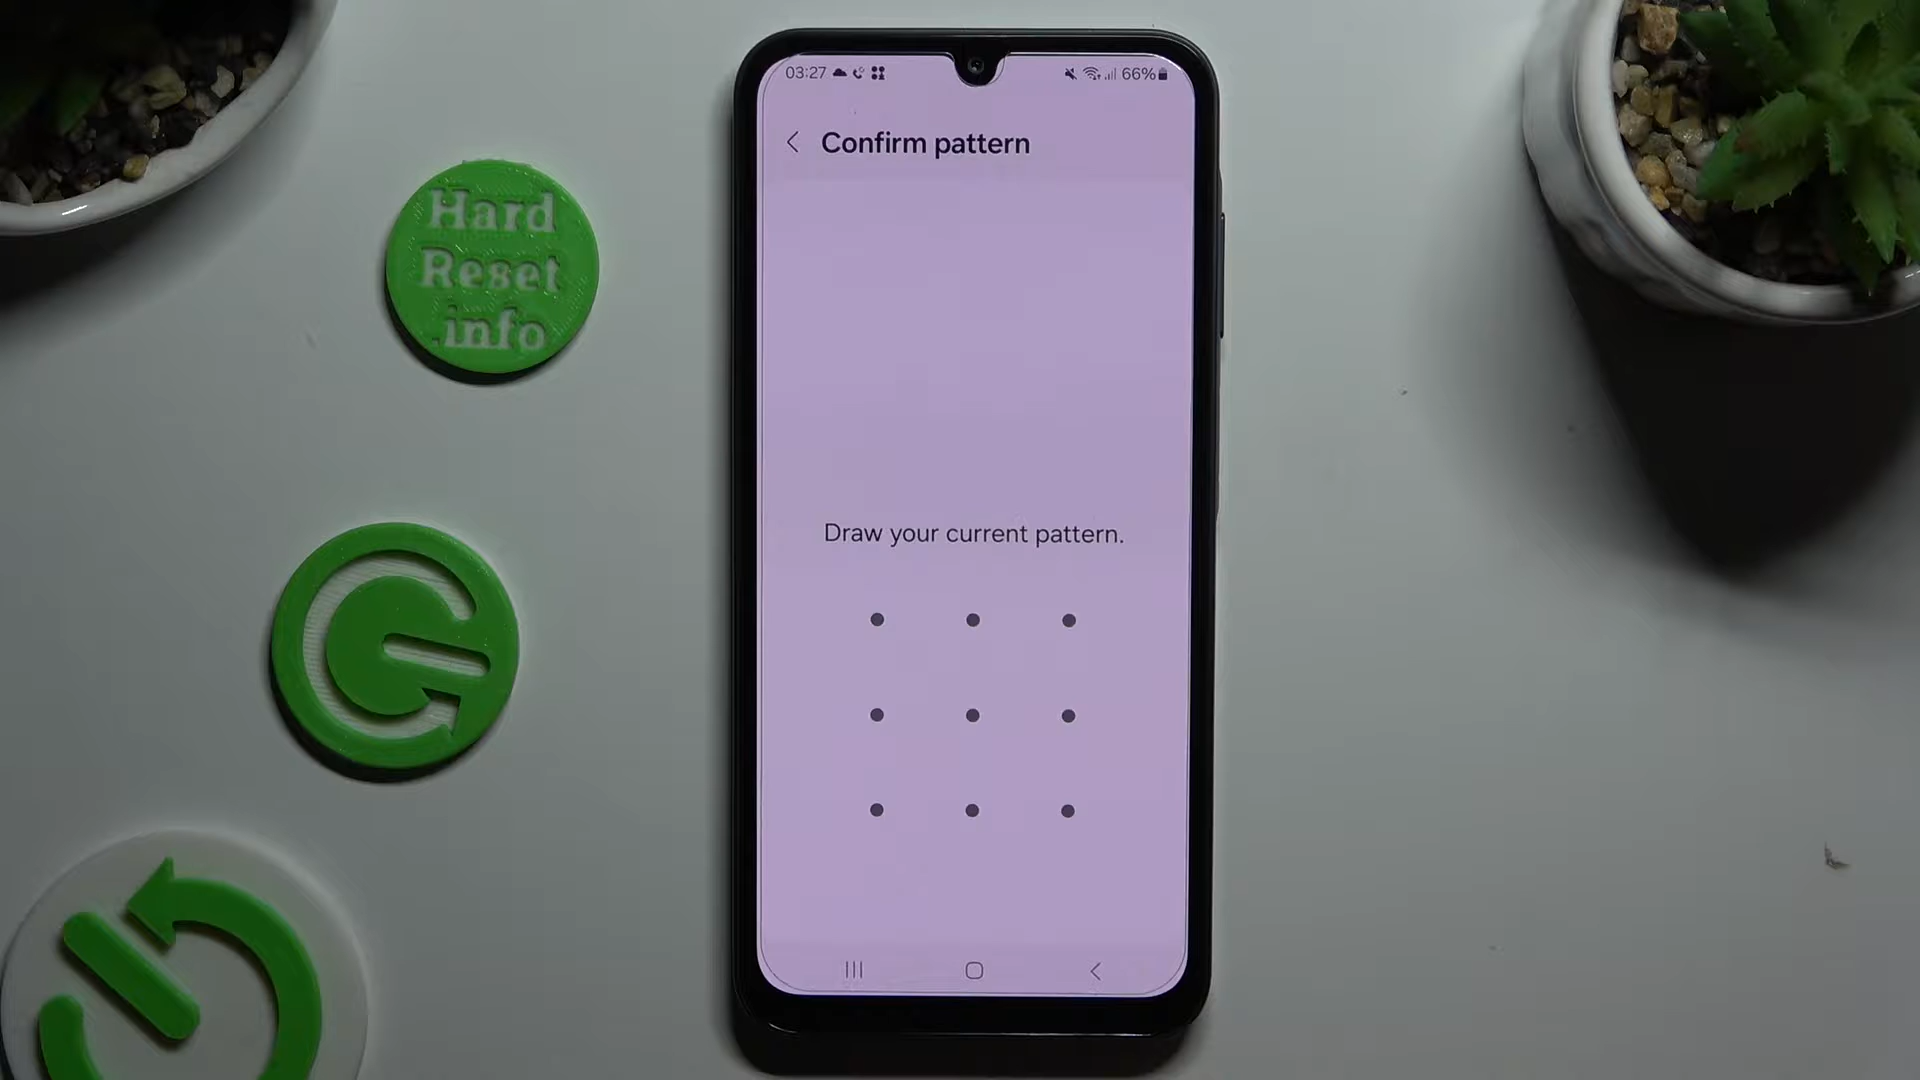 03:27
66%
Confirm pattern
Draw your current pattern.
Hard
Reset
.info